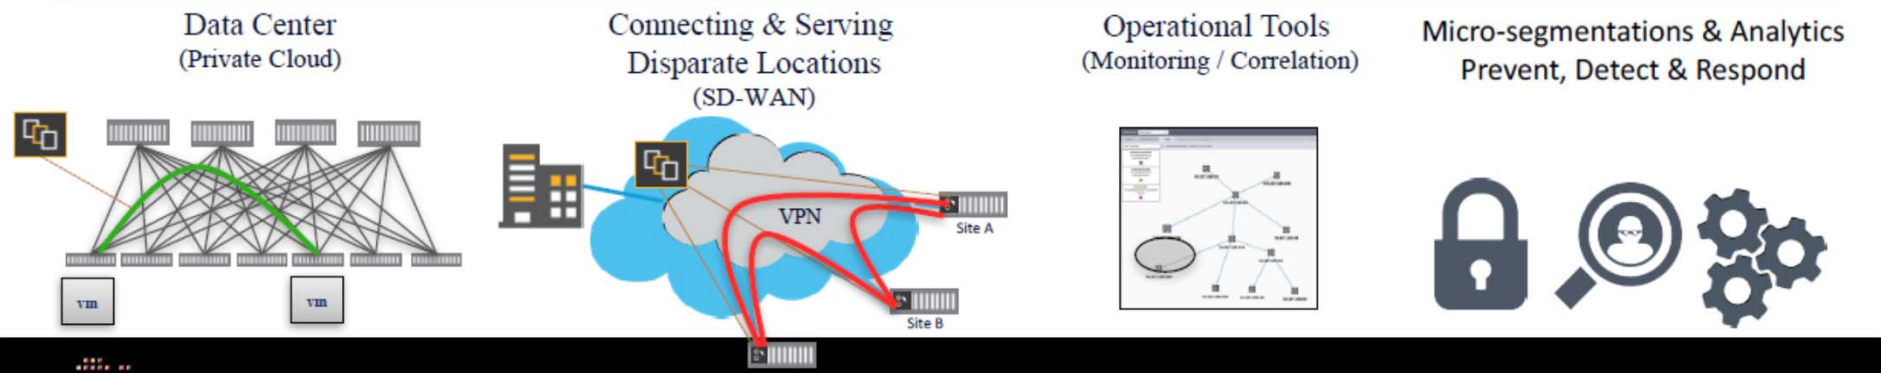 Data Center
(Private Cloud)
vm
vm
Connecting & Serving
Disparate Locations
(SD-WAN)
VPN
Site A
Site B
Operational Tools
(Monitoring / Correlation)
Micro-segmentations & Analytics
Prevent, Detect & Respond